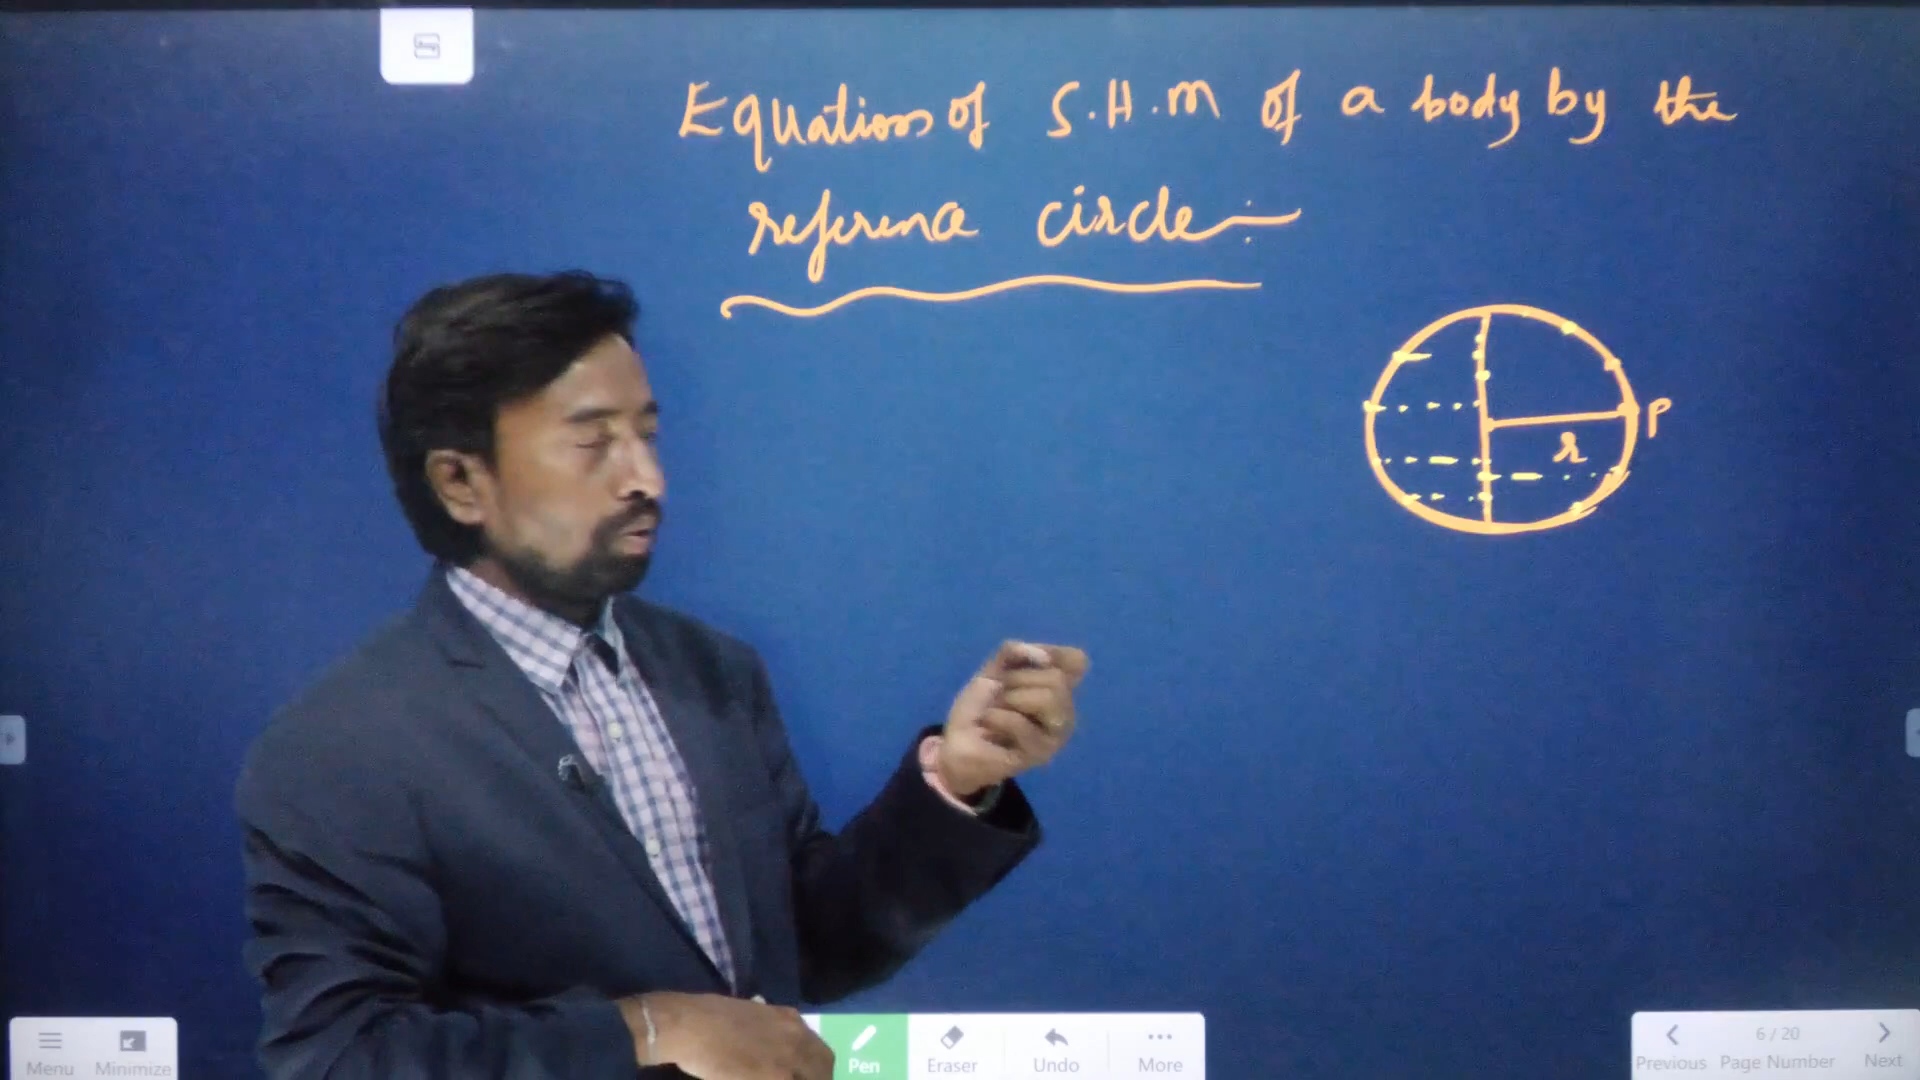 Equations of S.H.M of a body by the
reference circle:-
P
r
Menu
Minimize
Pen
Eraser
Undo
More
6 / 20
Previous
Page Number
Next